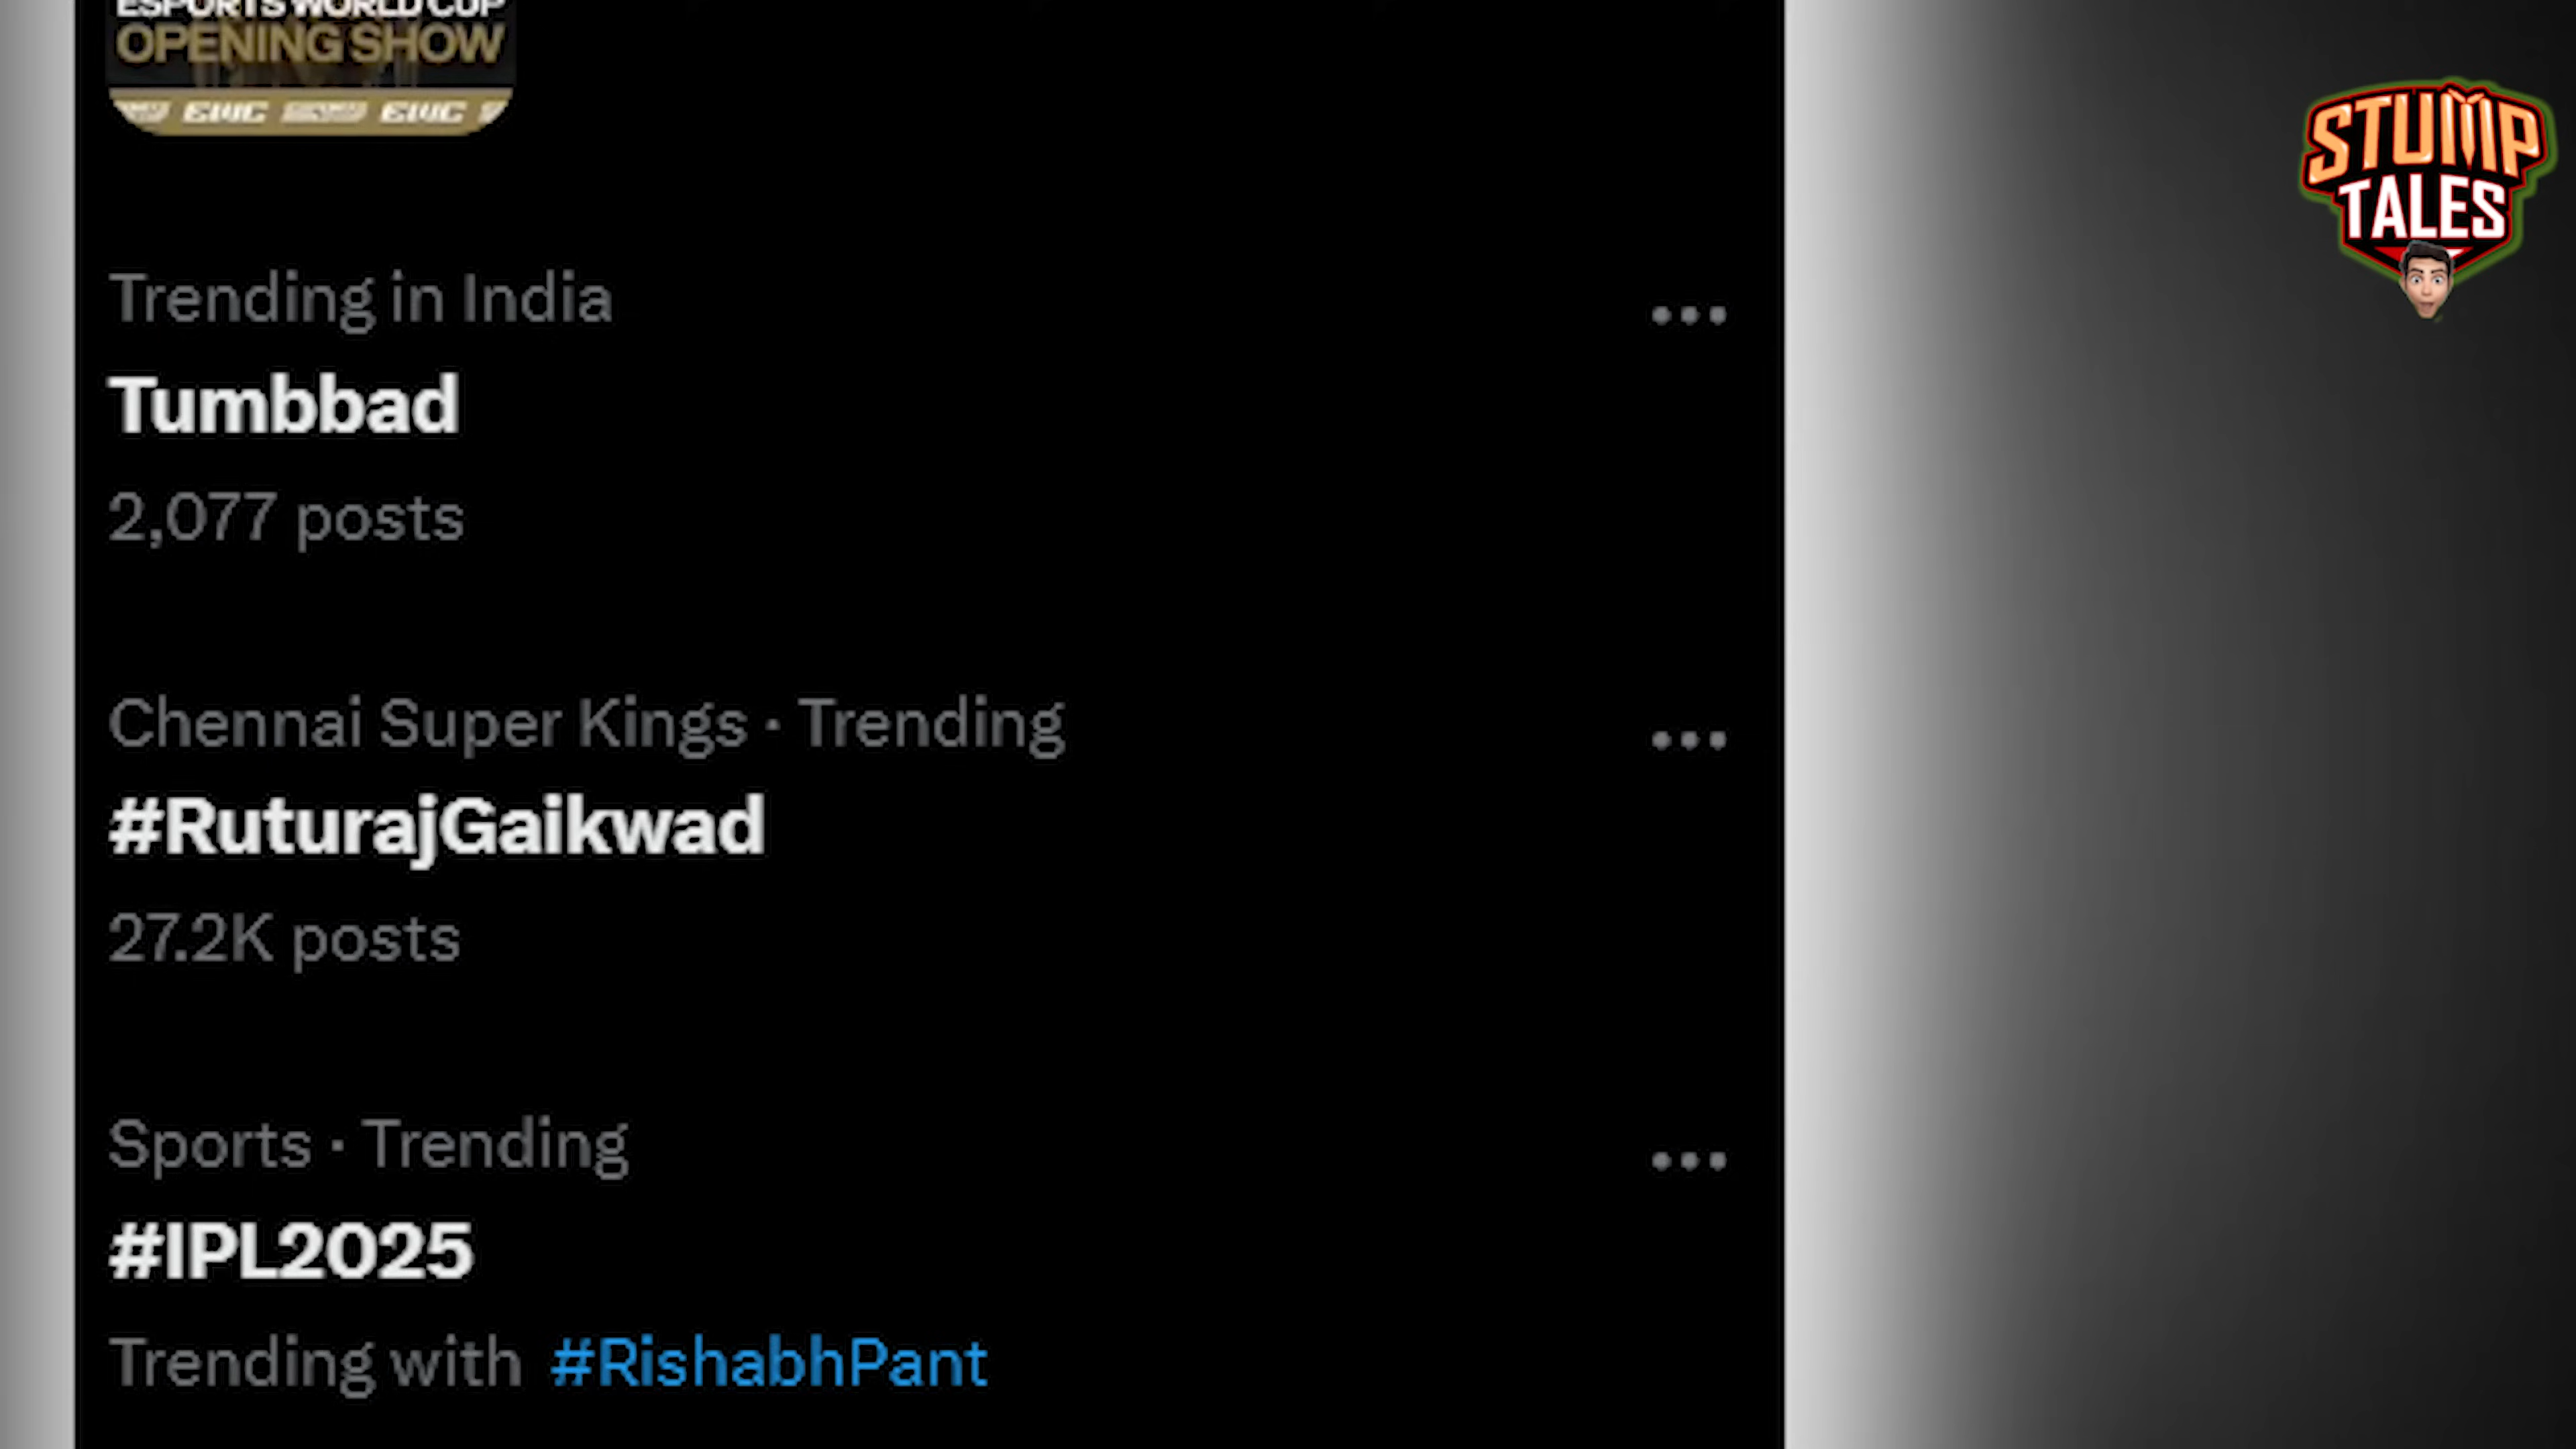 ESPORTS WORLD CUP
OPENING SHOW
EWC EWC
STUMP
TALES
Trending in India
Tumbbad
2,077 posts
Chennai Super Kings · Trending
#RuturajGaikwad
27.2K posts
Sports · Trending
#IPL2025
Trending with #RishabhPant